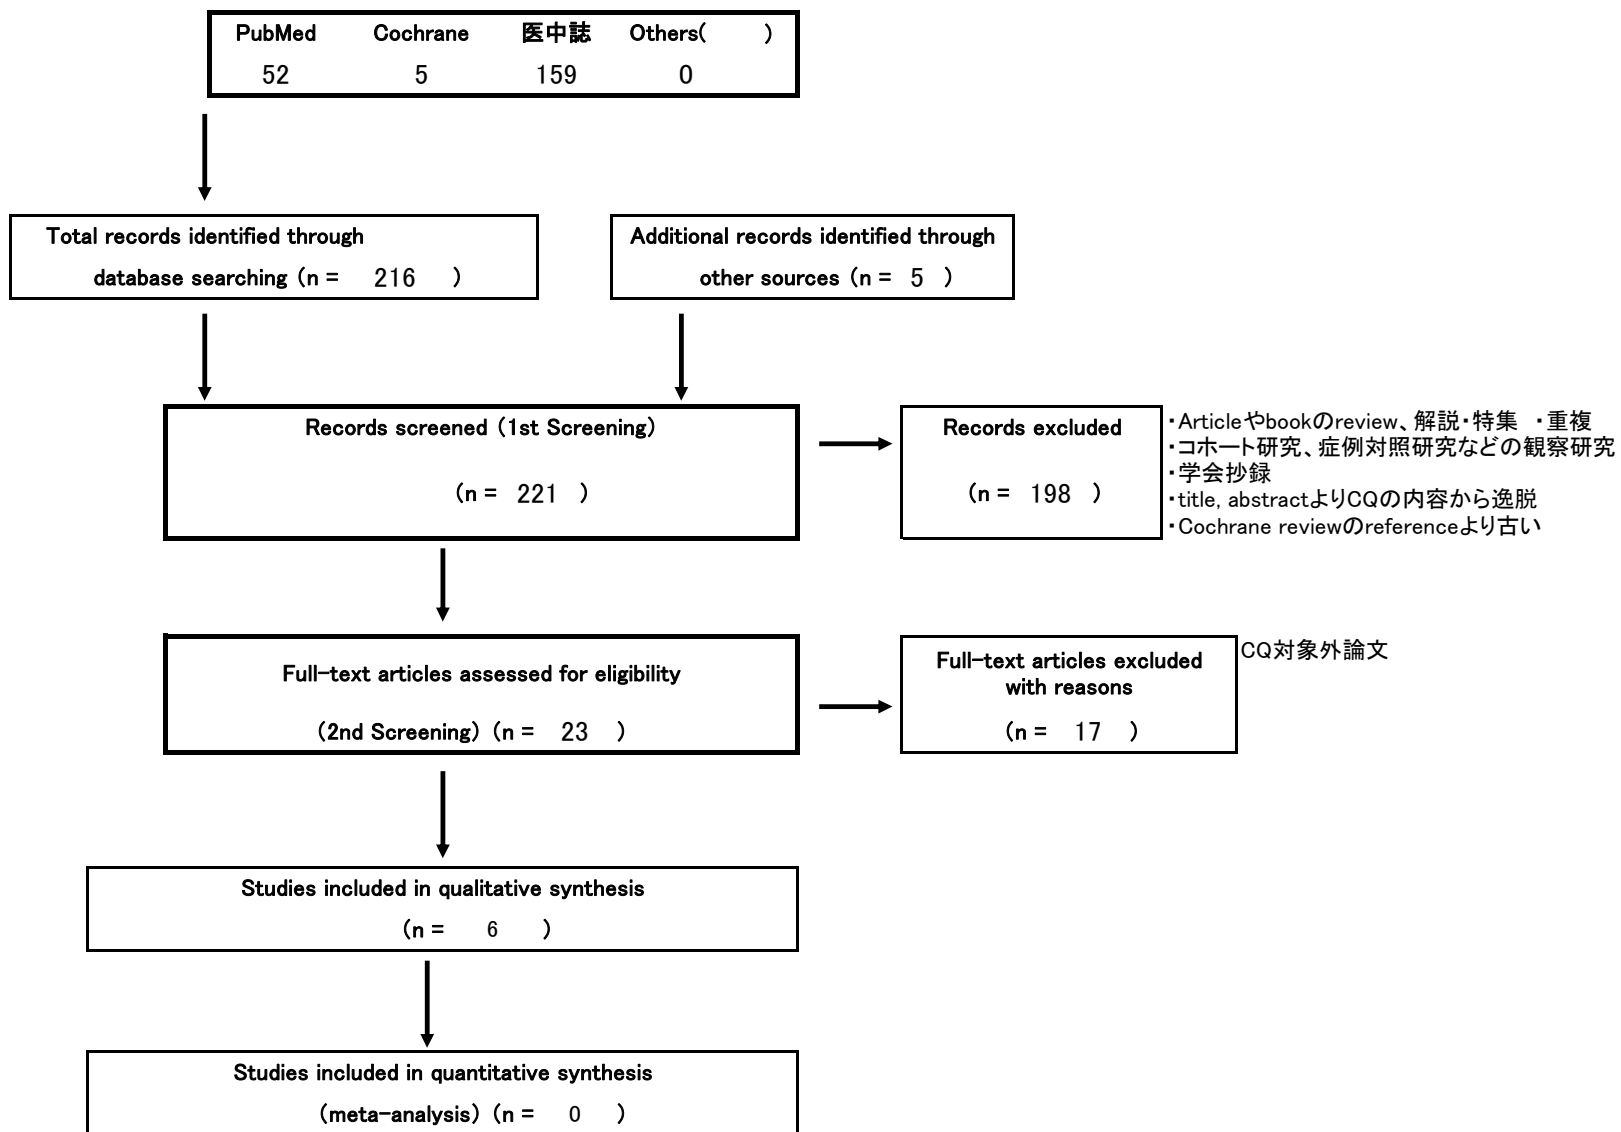 PubMed Cochrane 医中誌 Others( )
52 5 159 0
Total records identified through
database searching (n = 216 )
Additional records identified through
other sources (n = 5 )
Records screened (1st Screening)
(n = 221 )
Records excluded
(n = 198 )
・Articleやbookのreview、解説・特集 ・重複
・コホート研究、症例対照研究などの観察研究
・学会抄録
・title, abstractよりCQの内容から逸脱
・Cochrane reviewのreferenceより古い
Full-text articles assessed for eligibility
(2nd Screening) (n = 23 )
Full-text articles excluded
with reasons
(n = 17 )
CQ対象外論文
Studies included in qualitative synthesis
(n = 6 )
Studies included in quantitative synthesis
(meta-analysis) (n = 0 )